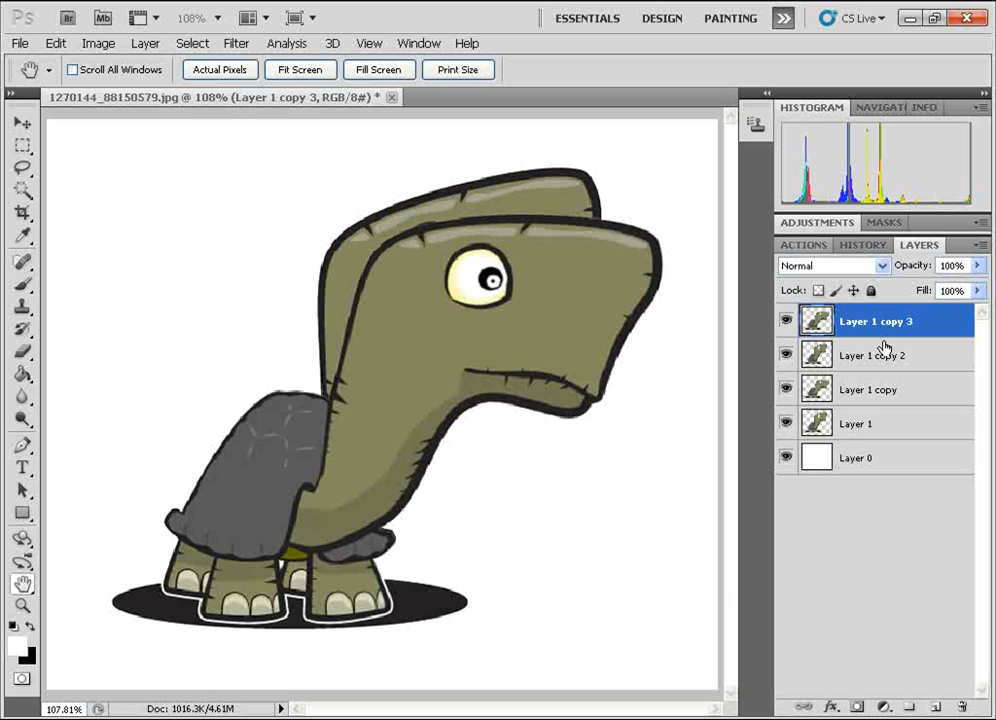 Ps Br Mb 108% ESSENTIALS DESIGN PAINTING CS Live
File Edit Image Layer Select Filter Analysis 3D View Window Help
Scroll All Windows Actual Pixels Fit Screen Fill Screen Print Size
1270144_88150579.jpg @ 108% (Layer 1 copy 3, RGB/8#) *
HISTOGRAM NAVIGATI INFO
ADJUSTMENTS MASKS
ACTIONS HISTORY LAYERS
Normal Opacity: 100%
Lock: Fill: 100%
Layer 1 copy 3
Layer 1 copy 2
Layer 1 copy
Layer 1
Layer 0
T
fx
107.81% Doc: 1016.3K/4.61M